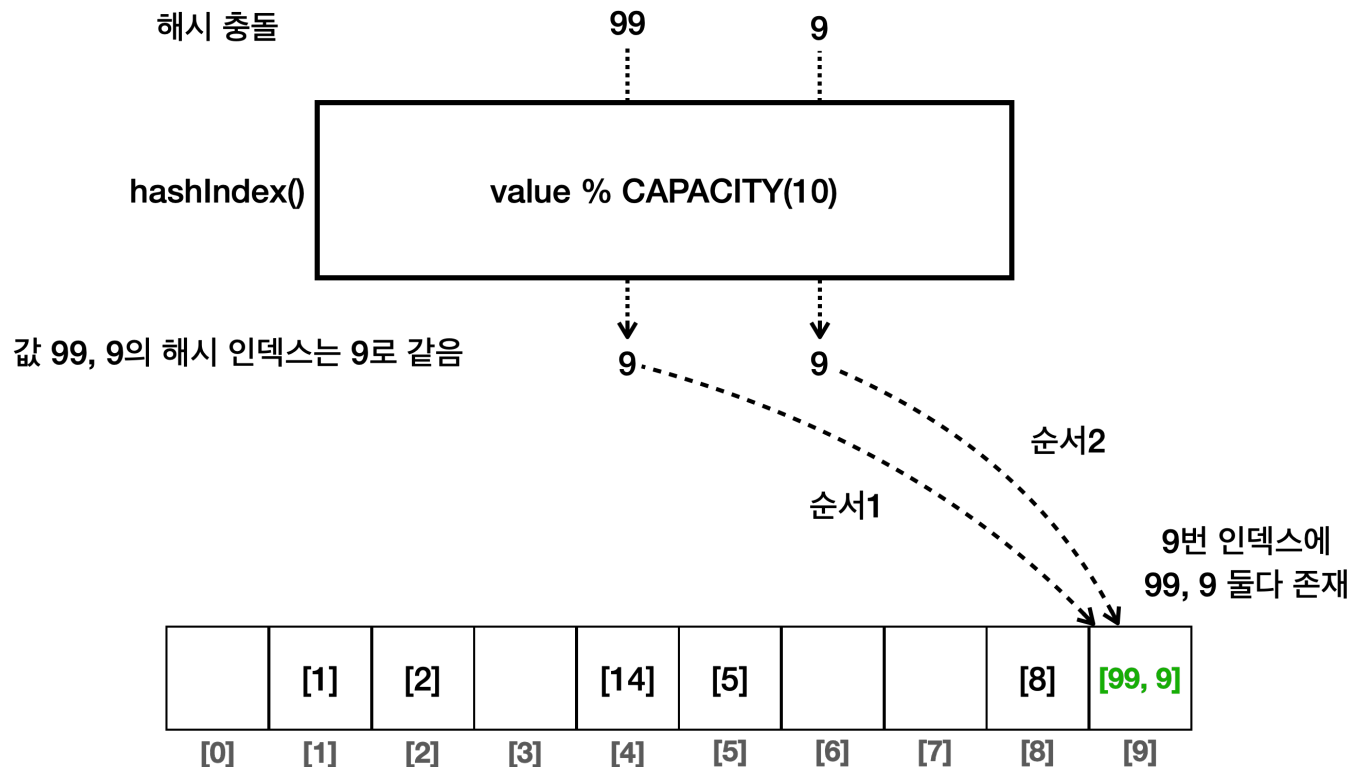 해시 충돌
99
9
hashIndex()
value % CAPACITY(10)
값 99, 9의 해시 인덱스는 9로 같음
9
9
순서2
순서1
9번 인덱스에
99, 9 둘다 존재
[1]
[2]
[14]
[5]
[8]
[99, 9]
[0]
[1]
[2]
[3]
[4]
[5]
[6]
[7]
[8]
[9]